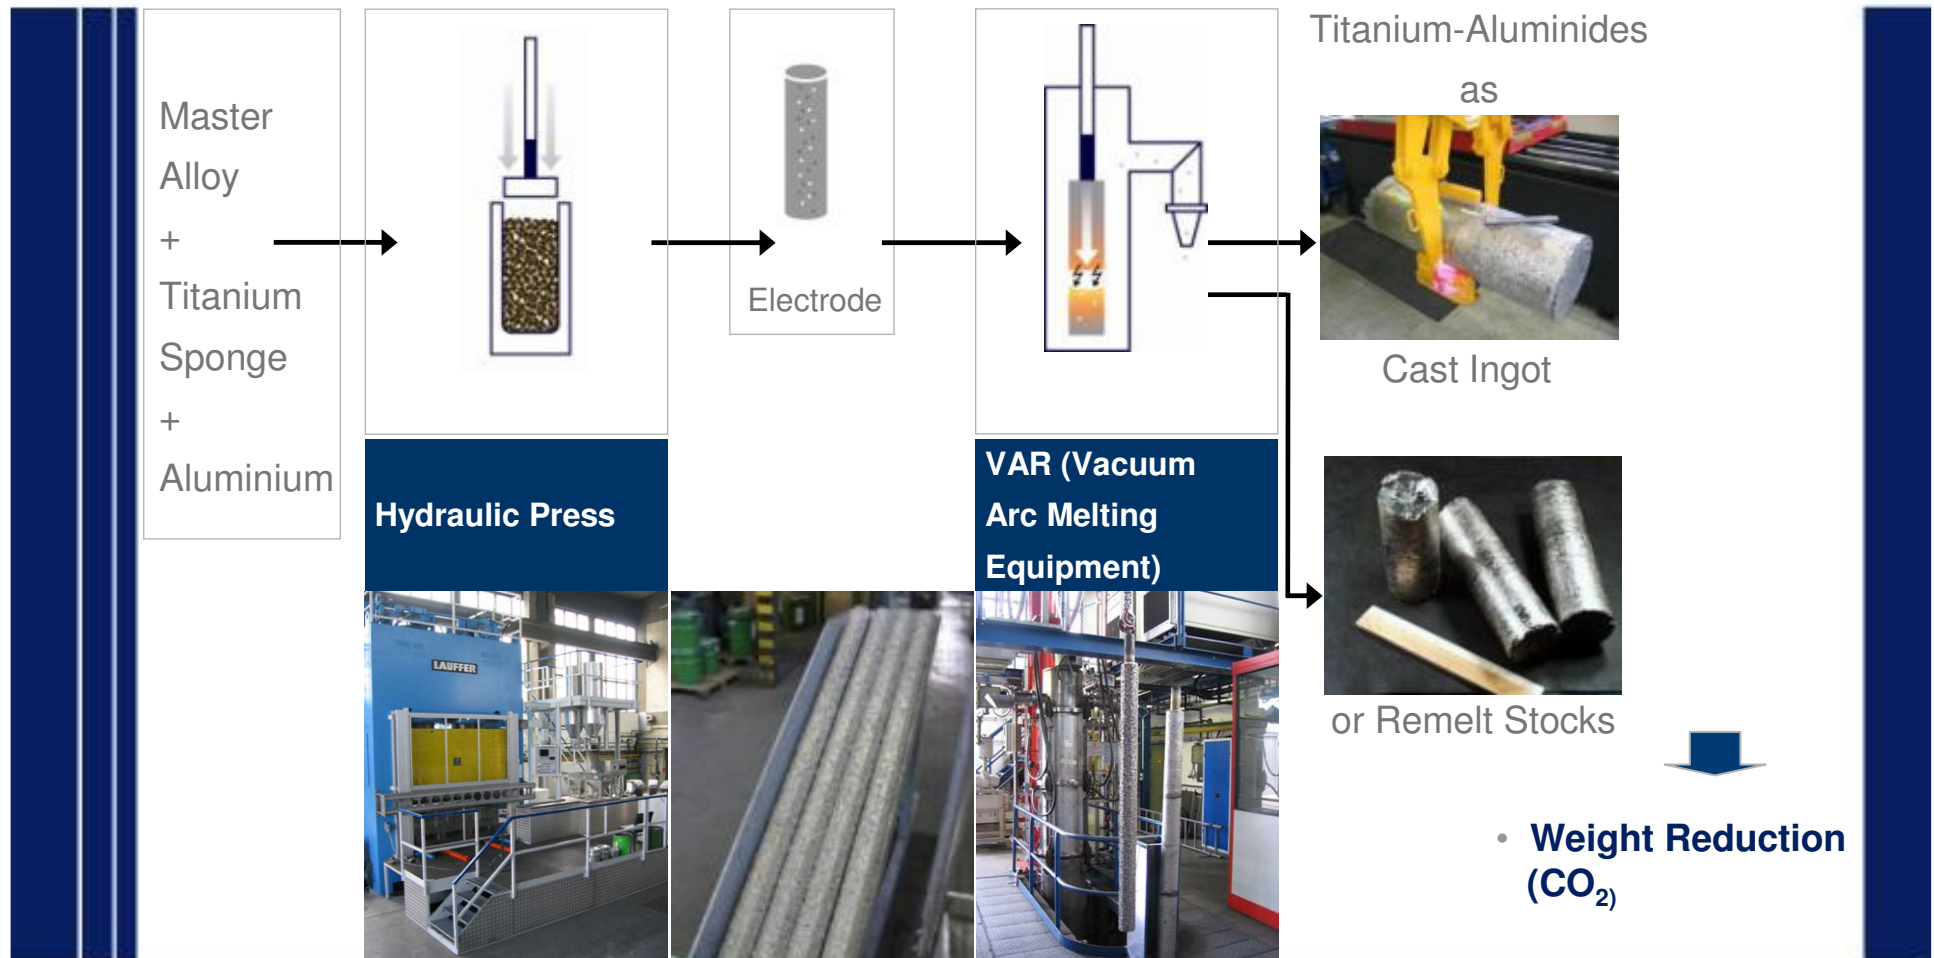 Master
Alloy
+
Titanium
Sponge
+
Aluminium
Hydraulic Press
Electrode
VAR (Vacuum
Arc Melting
Equipment)
Titanium-Aluminides
as
Cast Ingot
or Remelt Stocks
LAUFFER
• Weight Reduction
(CO2)